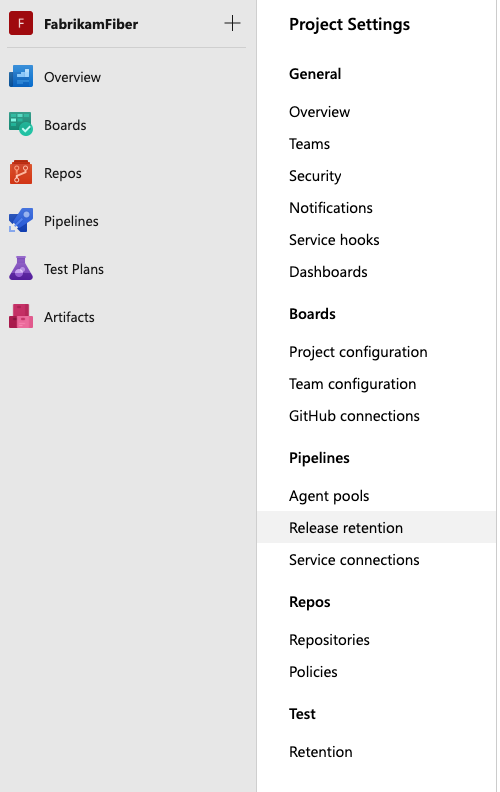 F
FabrikamFiber
Overview
Boards
Repos
Pipelines
Test Plans
Artifacts
Project Settings
General
Overview
Teams
Security
Notifications
Service hooks
Dashboards
Boards
Project configuration
Team configuration
GitHub connections
Pipelines
Agent pools
Release retention
Service connections
Repos
Repositories
Policies
Test
Retention